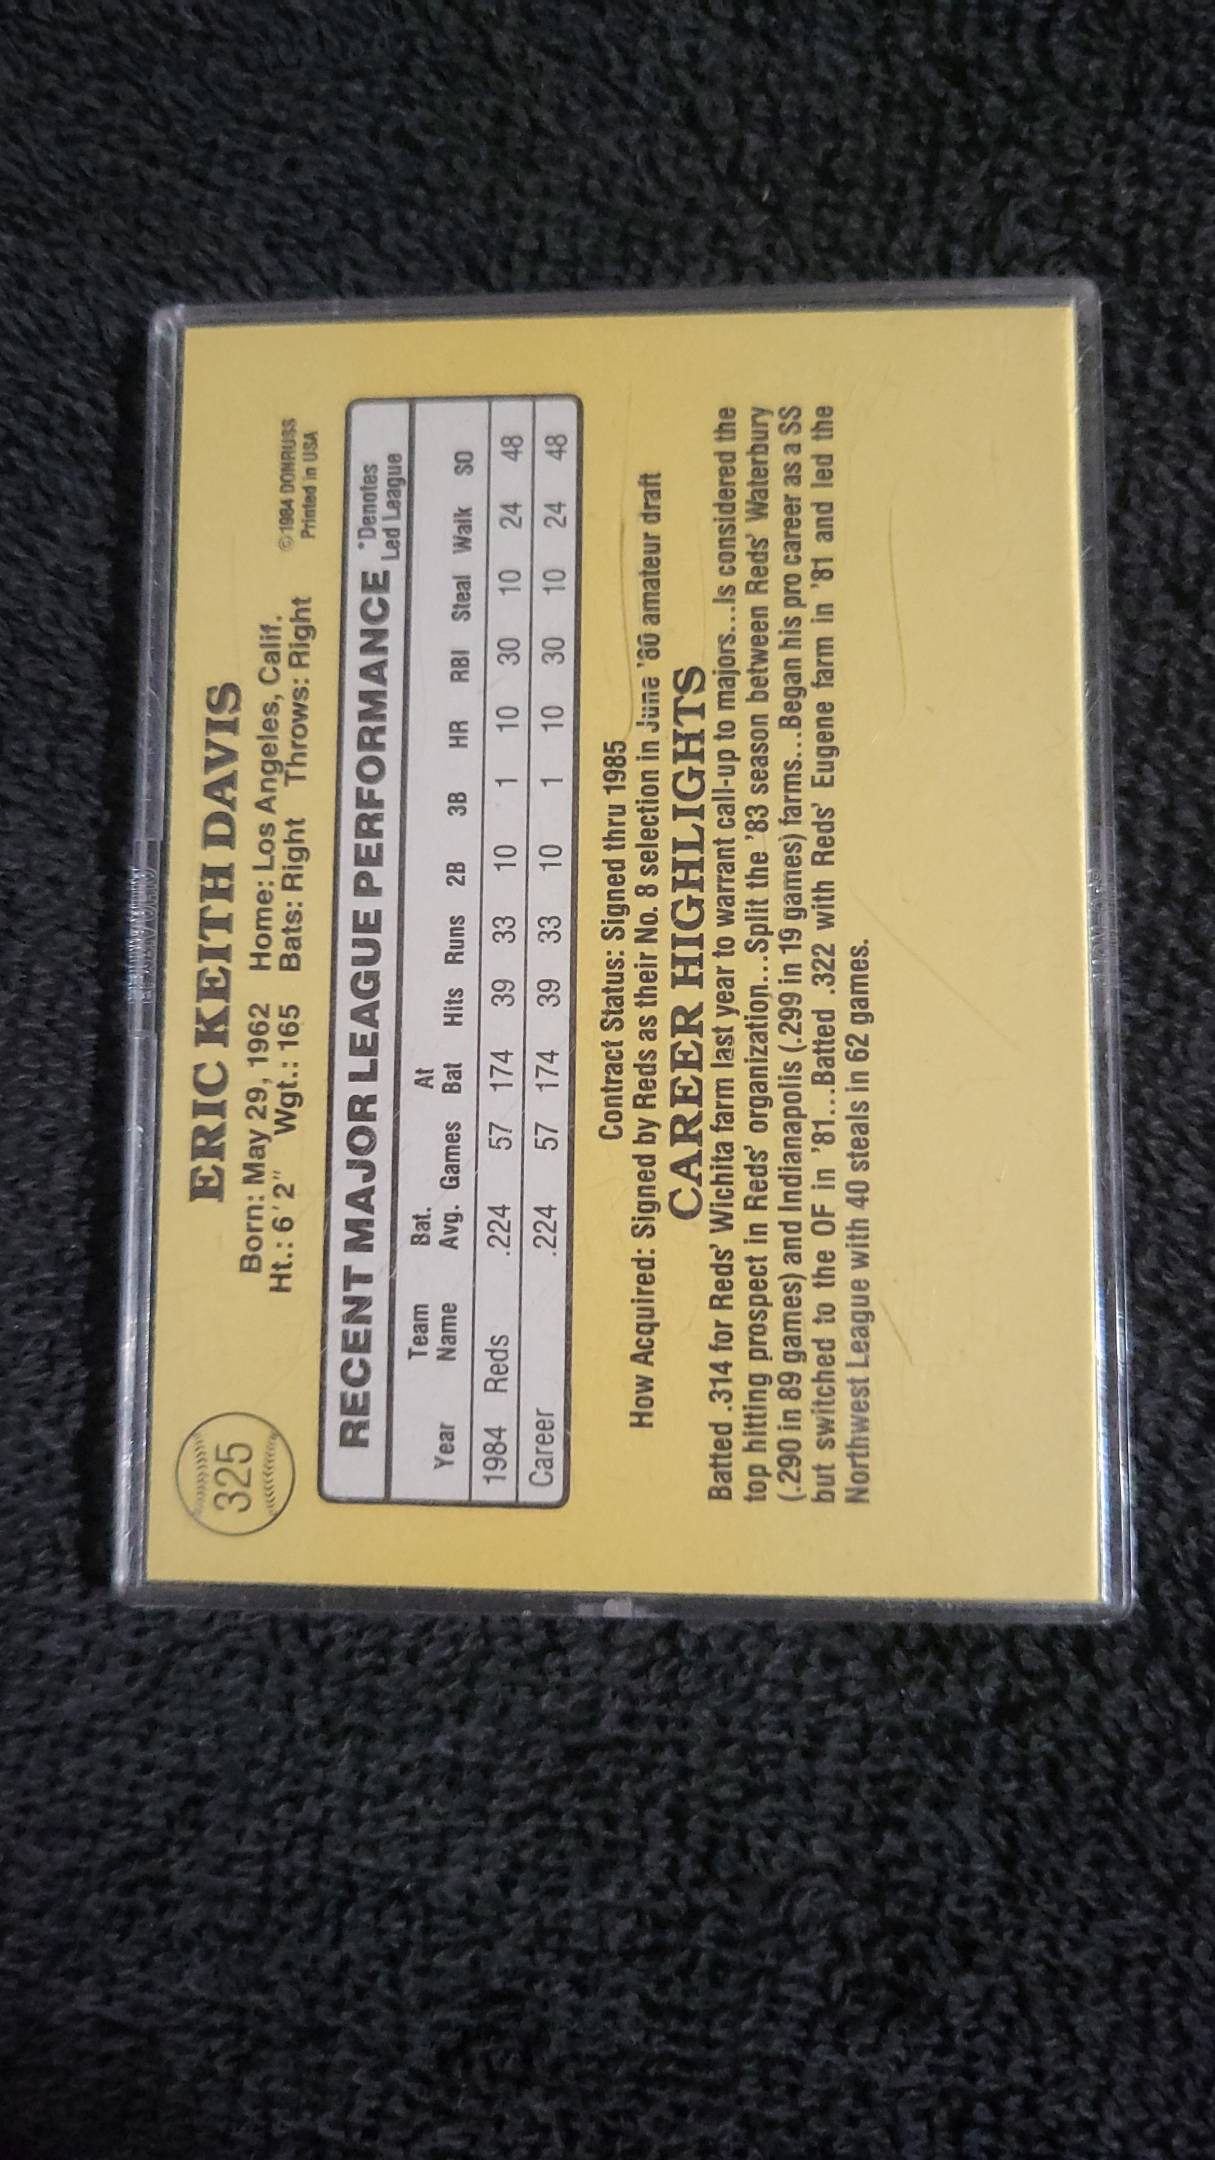 325
ERIC KEITH DAVIS
Born: May 29, 1962 Home: Los Angeles, Calif.
Ht.: 6'2" Wgt.: 165 Bats: Right Throws: Right
©1984 DONRUSS
Printed in USA
RECENT MAJOR LEAGUE PERFORMANCE *Denotes Led League
Year Team Name Bat. Avg. Games At Bat Hits Runs 2B 3B HR RBI Steal Walk SO
1984 Reds .224 57 174 39 33 10 1 10 30 10 24 48
Career .224 57 174 39 33 10 1 10 30 10 24 48
Contract Status: Signed thru 1985
How Acquired: Signed by Reds as their No. 8 selection in June '80 amateur draft
CAREER HIGHLIGHTS
Batted .314 for Reds' Wichita farm last year to warrant call-up to majors...Is considered the
top hitting prospect in Reds' organization...Split the '83 season between Reds' Waterbury
(.290 in 89 games) and Indianapolis (.299 in 19 games) farms...Began his pro career as a SS
but switched to the OF in '81...Batted .322 with Reds' Eugene farm in '81 and led the
Northwest League with 40 steals in 62 games.